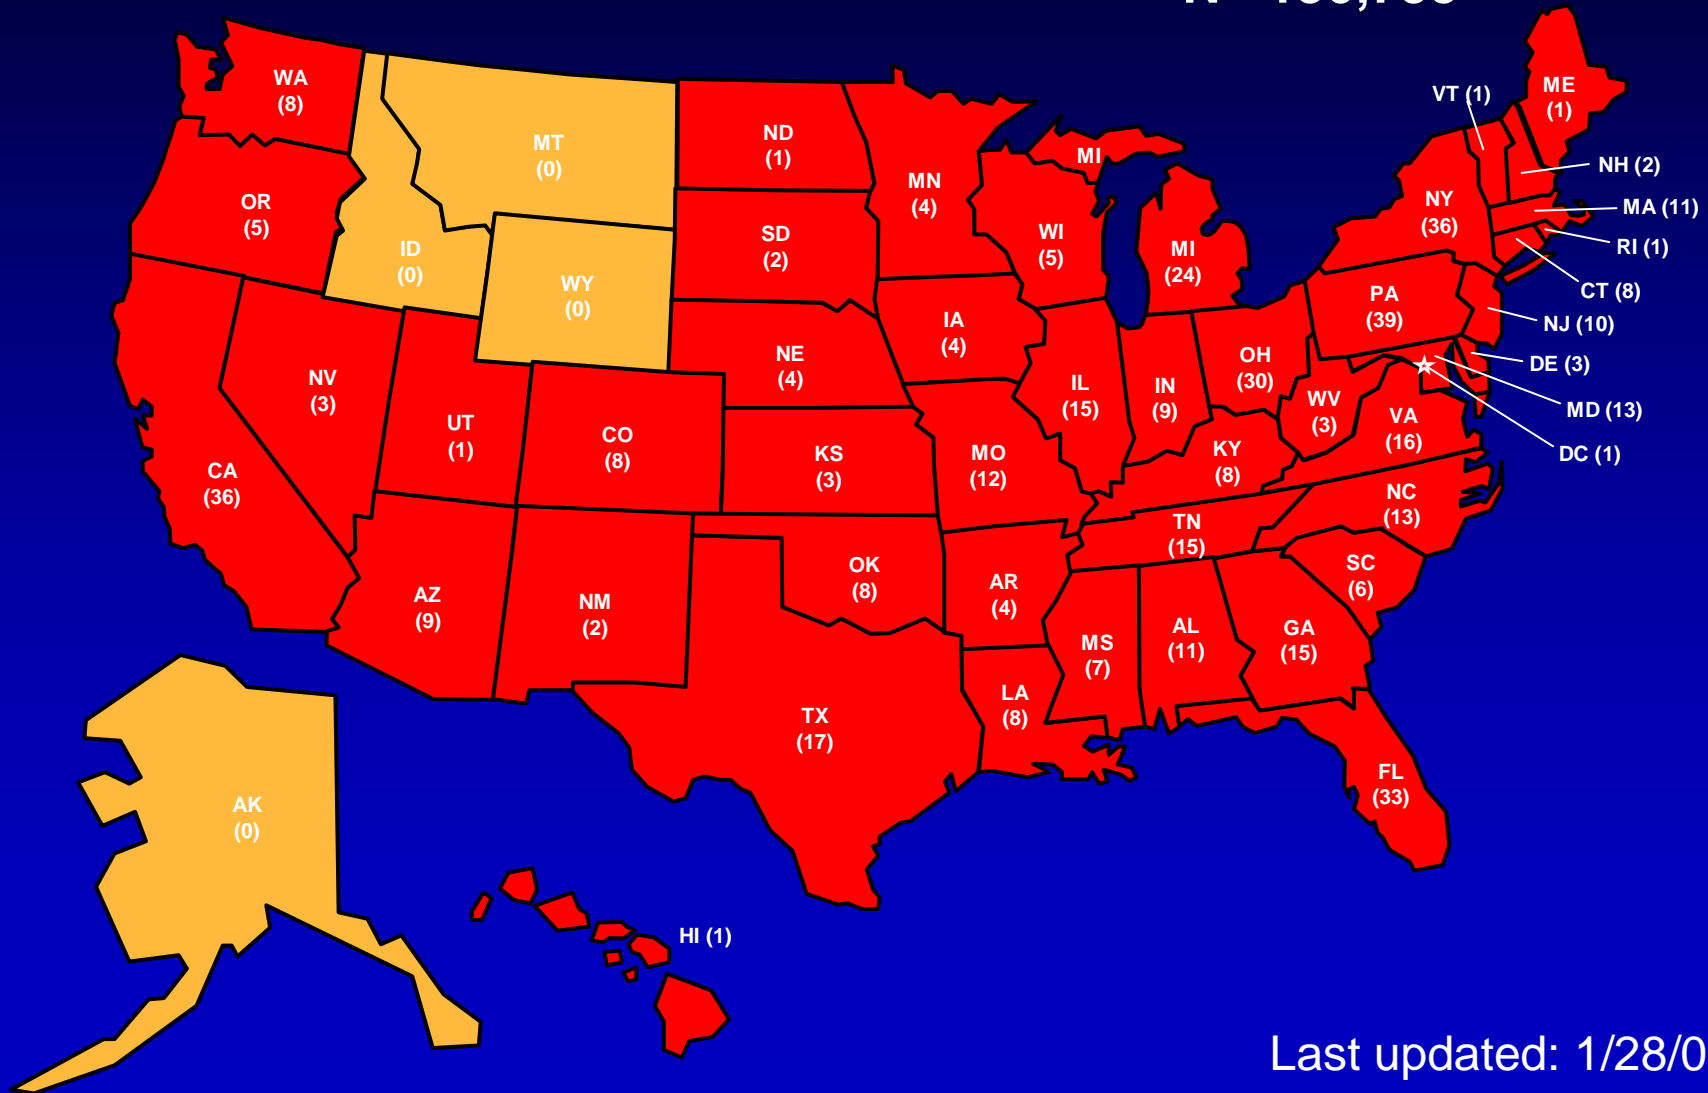 WA
(8)
MT
(0)
ND
(1)
MN
(4)
MI
VT (1)
ME
(1)
NH (2)
OR
(5)
ID
(0)
WY
(0)
SD
(2)
WI
(5)
MI
(24)
NY
(36)
MA (11)
RI (1)
CT (8)
NJ (10)
PA
(39)
IA
(4)
NE
(4)
NV
(3)
UT
(1)
CO
(8)
KS
(3)
MO
(12)
IL
(15)
IN
(9)
OH
(30)
WV
(3)
VA
(16)
DE (3)
MD (13)
DC (1)
KY
(8)
CA
(36)
NC
(13)
TN
(15)
SC
(6)
AZ
(9)
NM
(2)
OK
(8)
AR
(4)
MS
(7)
AL
(11)
GA
(15)
LA
(8)
TX
(17)
FL
(33)
AK
(0)
HI (1)
Last updated: 1/28/0